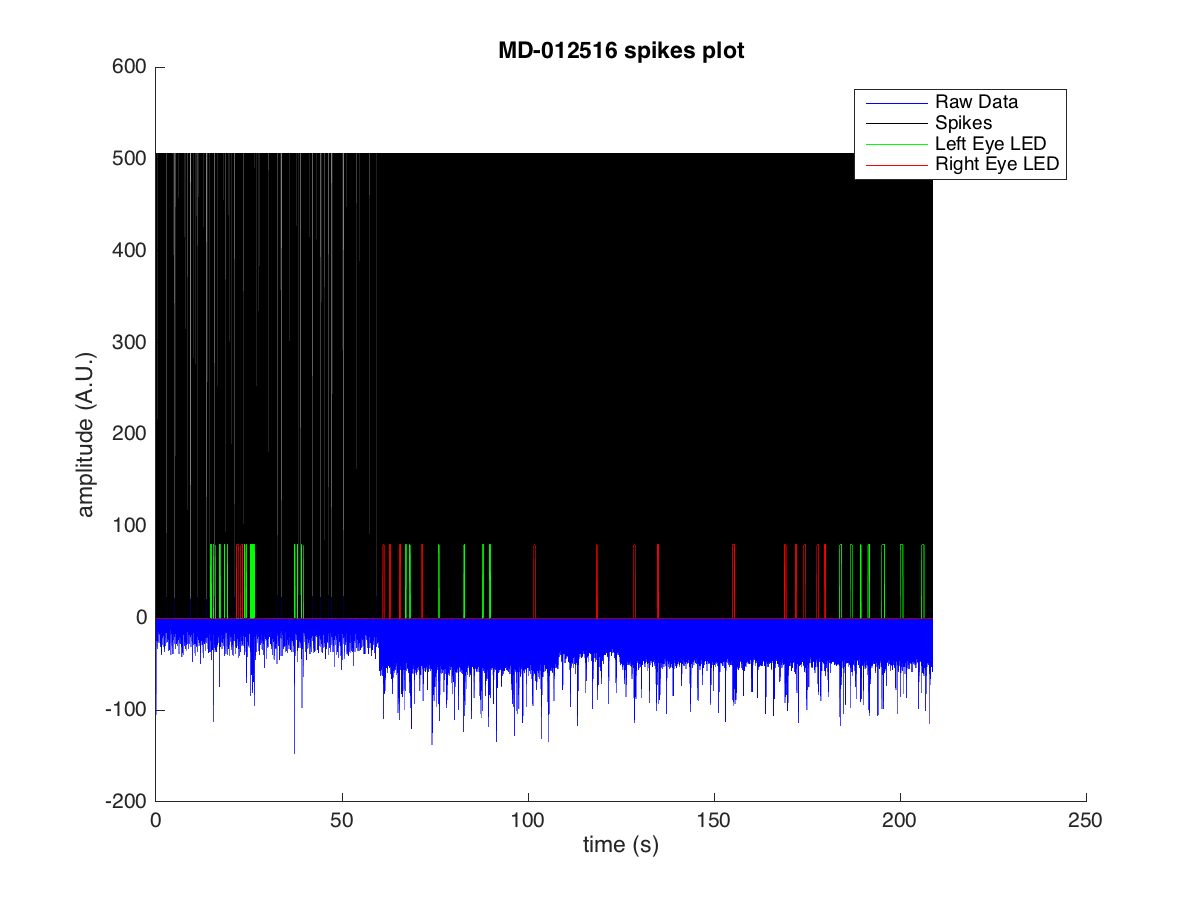 MD-012516 spikes plot
Raw Data
Spikes
Left Eye LED
Right Eye LED
600
500
400
300
200
100
0
-100
-200
amplitude (A.U.)
0 50 100 150 200 250
time (s)